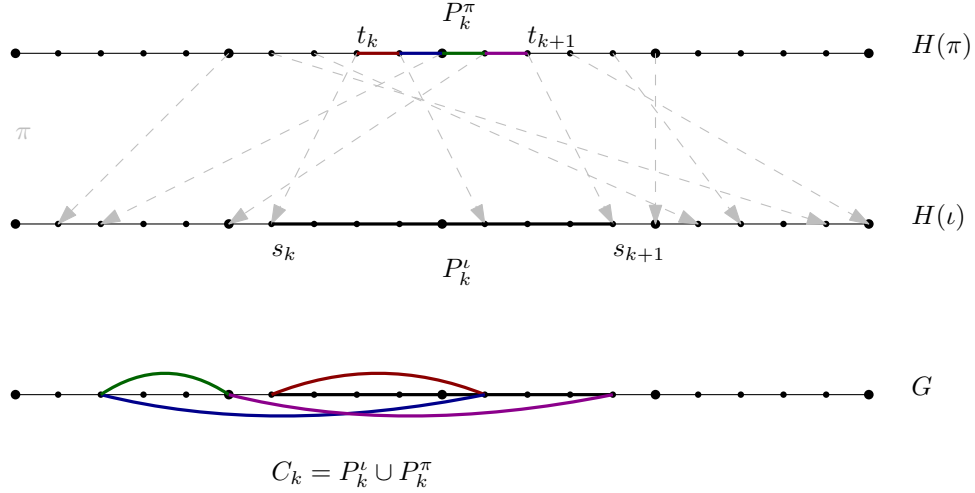 P_k^π
t_k t_{k+1} H(π)
π
H(ι)
s_k s_{k+1}
P_k^ι
G
C_k = P_k^ι ∪ P_k^π